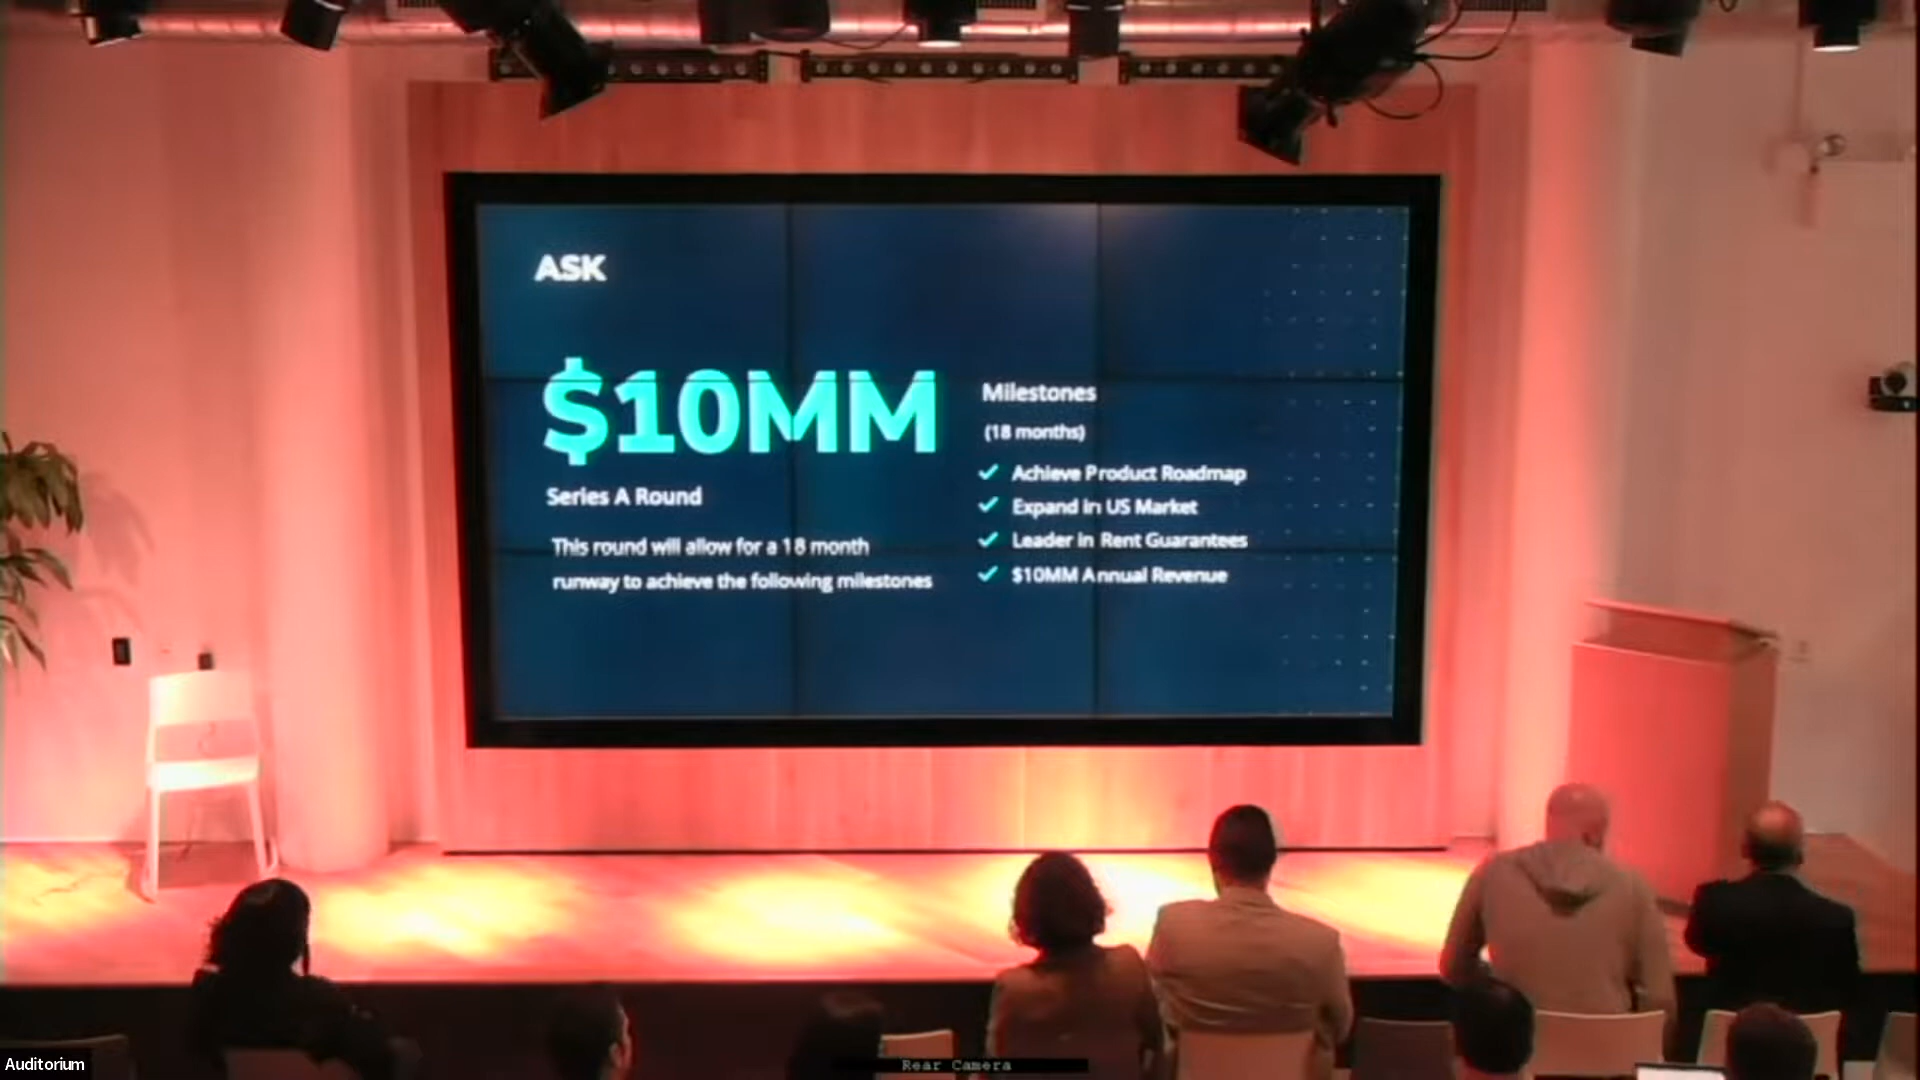 ASK
$10MM
Series A Round
This round will allow for a 18 month
runway to achieve the following milestones
Milestones
(18 months)
Achieve Product Roadmap
Expand in US Market
Leader in Rent Guarantees
$10MM Annual Revenue
Auditorium
Rear Camera